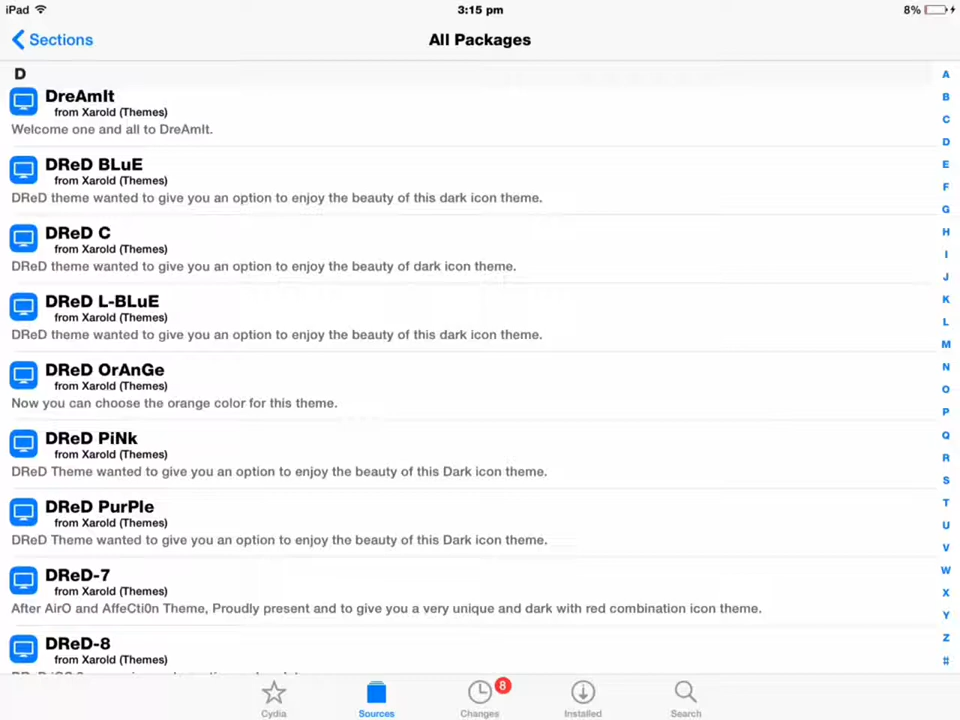 iPad
3:15 pm
8%
Sections
All Packages
D
DreAmIt
from Xarold (Themes)
Welcome one and all to DreAmIt.
DReD BLuE
from Xarold (Themes)
DReD theme wanted to give you an option to enjoy the beauty of this dark icon theme.
DReD C
from Xarold (Themes)
DReD theme wanted to give you an option to enjoy the beauty of dark icon theme.
DReD L-BLuE
from Xarold (Themes)
DReD theme wanted to give you an option to enjoy the beauty of this dark icon theme.
DReD OrAnGe
from Xarold (Themes)
Now you can choose the orange color for this theme.
DReD PiNk
from Xarold (Themes)
DReD Theme wanted to give you an option to enjoy the beauty of this Dark icon theme.
DReD PurPle
from Xarold (Themes)
DReD Theme wanted to give you an option to enjoy the beauty of this Dark icon theme.
DReD-7
from Xarold (Themes)
After AirO and AffeCti0n Theme, Proudly present and to give you a very unique and dark with red combination icon theme.
DReD-8
from Xarold (Themes)
A
B
C
D
E
F
G
H
I
J
K
L
M
N
O
P
Q
R
S
T
U
V
W
X
Y
Z
#
Cydia
Sources
8
Changes
Installed
Search